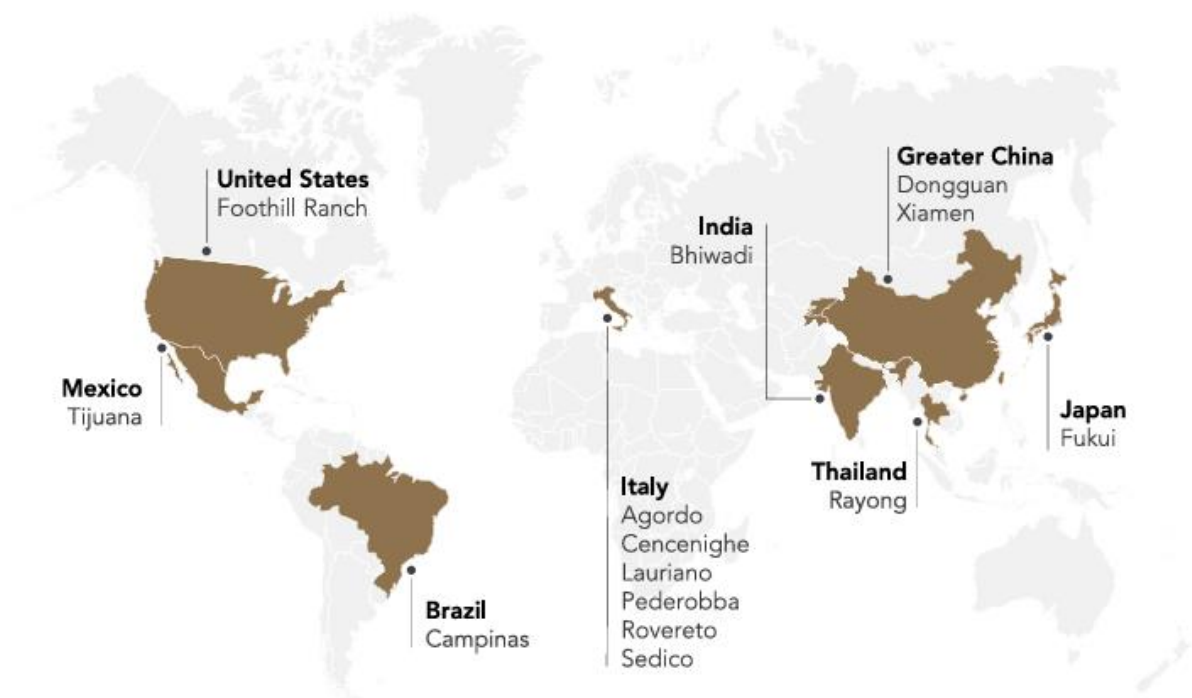 United States
Foothill Ranch
Mexico
Tijuana
Brazil
Campinas
Italy
Agordo
Cencenighe
Lauriano
Pederobba
Rovereto
Sedico
India
Bhiwadi
Greater China
Dongguan
Xiamen
Thailand
Rayong
Japan
Fukui